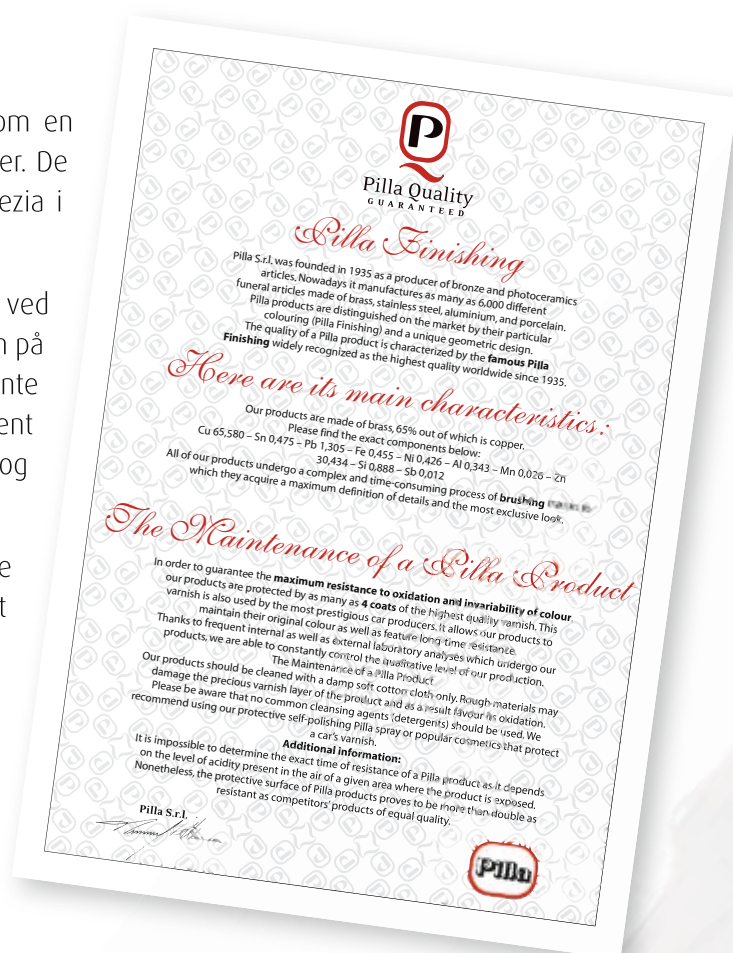 om en
er. De
ezia i
ved
n på
nte
ent
og
e
t
P
Pilla Quality
GUARANTEED
Pilla Finishing
Pilla S.r.l. was founded in 1935 as a producer of bronze and photoceramics
articles. Nowadays it manufactures as many as 6,000 different
funeral articles made of brass, stainless steel, aluminium, and porcelain.
Pilla products are distinguished on the market by their particular
colouring (Pilla Finishing) and a unique geometric design.
The quality of a Pilla product is characterized by the famous Pilla
Finishing widely recognized as the highest quality worldwide since 1935.
Here are its main characteristics:
Our products are made of brass, 65% out of which is copper.
Please find the exact components below:
Cu 65,580 – Sn 0,475 – Pb 1,305 – Fe 0,455 – Ni 0,426 – Al 0,343 – Mn 0,026 – Zn
30,434 – Si 0,888 – Sb 0,012
All of our products undergo a complex and time-consuming process of brushing
which they acquire a maximum definition of details and the most exclusive look.
The Maintenance of a Pilla Product
In order to guarantee the maximum resistance to oxidation and invariability of colour,
our products are protected by as many as 4 coats of the highest quality varnish. This
varnish is also used by the most prestigious car producers. It allows our products to
maintain their original colour as well as feature long-time resistance.
Thanks to frequent internal as well as external laboratory analyses which undergo our
products, we are able to constantly control the qualitative level of our production.
The Maintenance of a Pilla Product
Our products should be cleaned with a damp soft cotton cloth only. Rough materials may
damage the precious varnish layer of the product and as a result favour its oxidation.
Please be aware that no common cleansing agents (detergents) should be used. We
recommend using our protective self-polishing Pilla spray or popular cosmetics that protect
a car's varnish.
Additional information:
It is impossible to determine the exact time of resistance of a Pilla product as it depends
on the level of acidity present in the air of a given area where the product is exposed.
Nonetheless, the protective surface of Pilla products proves to be more than double as
resistant as competitors' products of equal quality.
Pilla S.r.l.
Pilla